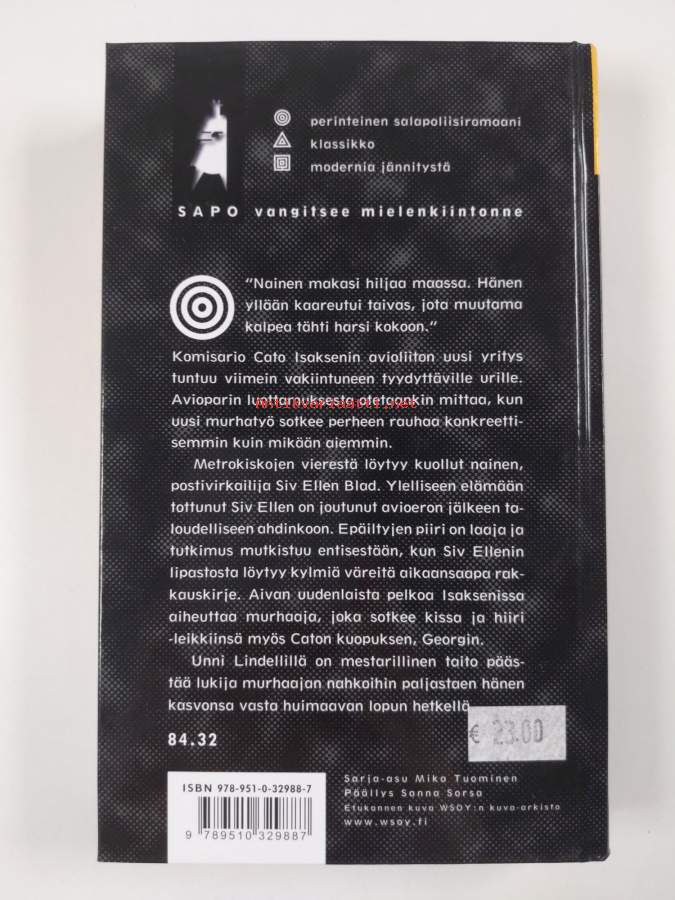 perinteinen salapoliisiromaani
klassikko
modernia jännitystä
SAPO vangitsee mielenkiintonne
“Nainen makasi hiljaa maassa. Hänen
yllään kaareutui taivas, jota muutama
kalpea tähti harsi kokoon.”
Komisario Cato Isaksenin avioliiton uusi yritys
tuntuu viimein vakiintuneen tyydyttäville urille.
Avioparin luottamuksesta otetaankin mittaa, kun
antikvariaatti.net
uusi murhatyö sotkee perheen rauhaa konkreetti-
semmin kuin mikään aiemmin.
Metrokiskojen vierestä löytyy kuollut nainen,
postivirkailija Siv Ellen Blad. Ylelliseen elämään
tottunut Siv Ellen on joutunut avioeron jälkeen ta-
loudelliseen ahdinkoon. Epäiltyjen piiri on laaja ja
tutkimus mutkistuu entisestään, kun Siv Ellenin
lipastosta löytyy kylmiä väreitä aikaansaapa rak-
kauskirje. Aivan uudenlaista pelkoa Isaksenissa
aiheuttaa murhaaja, joka sotkee kissa ja hiiri
-leikkiinsä myös Caton kuopuksen, Georgin.
Unni Lindellillä on mestarillinen taito pääs-
tää lukija murhaajan nahkoihin paljastaen hänen
kasvonsa vasta huimaavan lopun hetkellä.
€ 23.00
84.32
ISBN 978-951-0-32988-7
9 789510 329887
Sarja-asu Mika Tuominen
Päällys Sanna Sorsa
Etukannen kuva WSOY:n kuva-arkisto
www.wsoy.fi